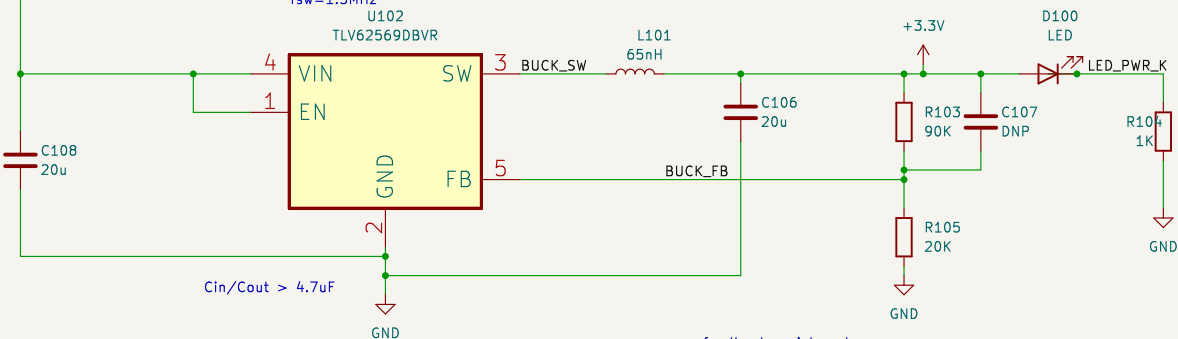 fsw=1.5MHz
U102
TLV62569DBVR
4
VIN
SW
3
BUCK_SW
L101
65nH
+3.3V
D100
LED
LED_PWR_K
1
EN
C106
20u
R103
90K
C107
DNP
R104
1K
C108
20u
GND
FB
5
BUCK_FB
2
R105
20K
GND
Cin/Cout > 4.7uF
GND
GND